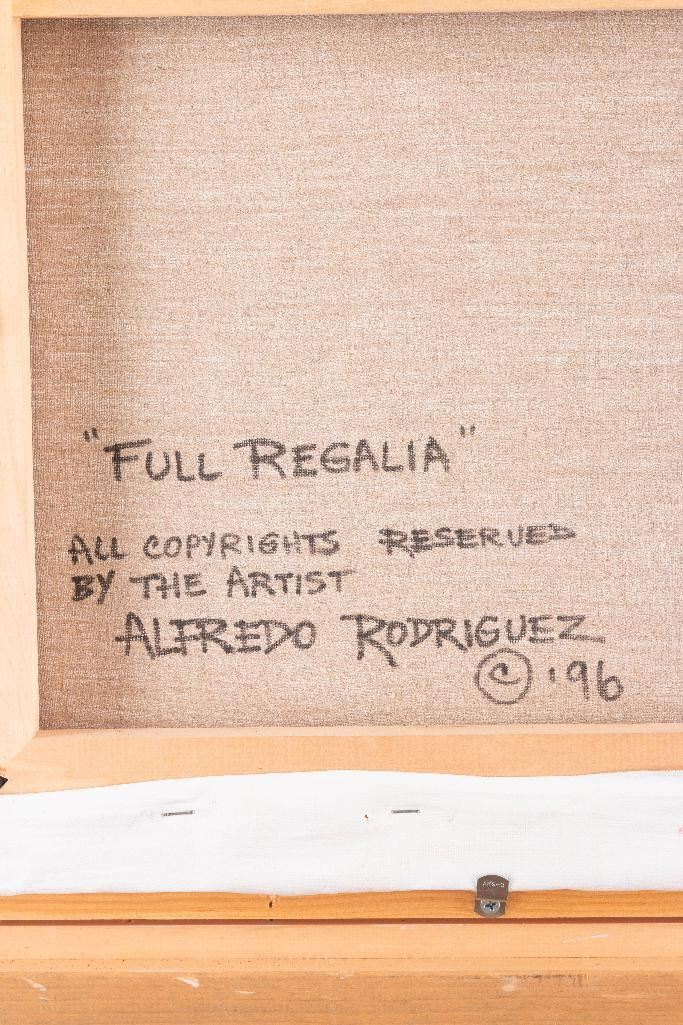 "FULL REGALIA"
ALL COPYRIGHTS RESERVED
BY THE ARTIST
ALFREDO RODRIGUEZ
© '96